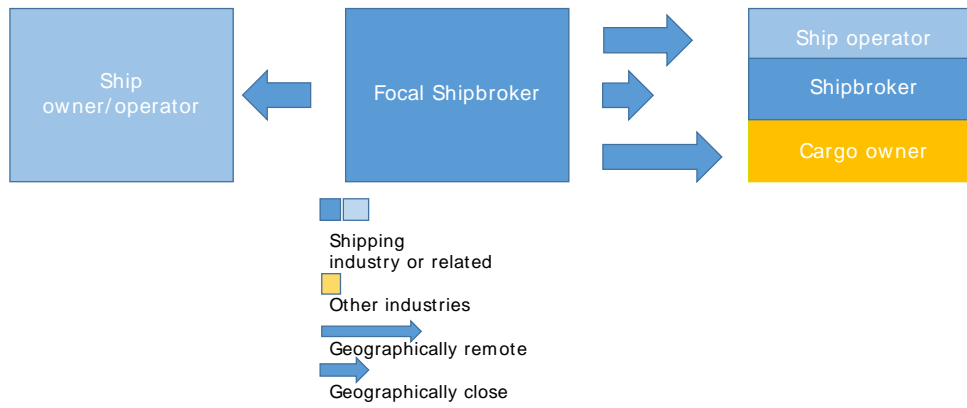 Ship
owner/operator
Focal Shipbroker
Ship operator
Shipbroker
Cargo owner
Shipping
industry or related
Other industries
Geographically remote
Geographically close